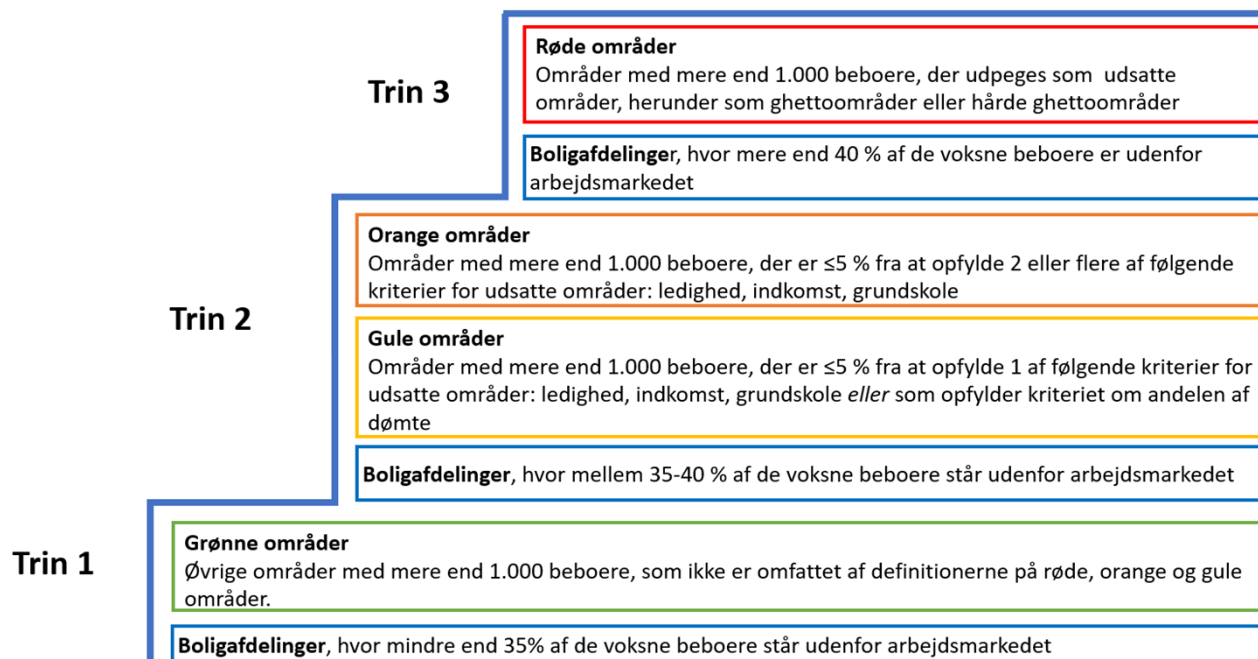 Trin 3
Røde områder
Områder med mere end 1.000 beboere, der udpeges som  udsatte
områder, herunder som ghettoområder eller hårde ghettoområder
Boligafdelinger, hvor mere end 40 % af de voksne beboere er udenfor
arbejdsmarkedet
Trin 2
Orange områder
Områder med mere end 1.000 beboere, der er ≤5 % fra at opfylde 2 eller flere af følgende
kriterier for udsatte områder: ledighed, indkomst, grundskole
Gule områder
Områder med mere end 1.000 beboere, der er ≤5 % fra at opfylde 1 af følgende kriterier for
udsatte områder: ledighed, indkomst, grundskole eller som opfylder kriteriet om andelen af
dømte
Boligafdelinger, hvor mellem 35-40 % af de voksne beboere står udenfor arbejdsmarkedet
Trin 1
Grønne områder
Øvrige områder med mere end 1.000 beboere, som ikke er omfattet af definitionerne på røde, orange og gule
områder.
Boligafdelinger, hvor mindre end 35% af de voksne beboere står udenfor arbejdsmarkedet